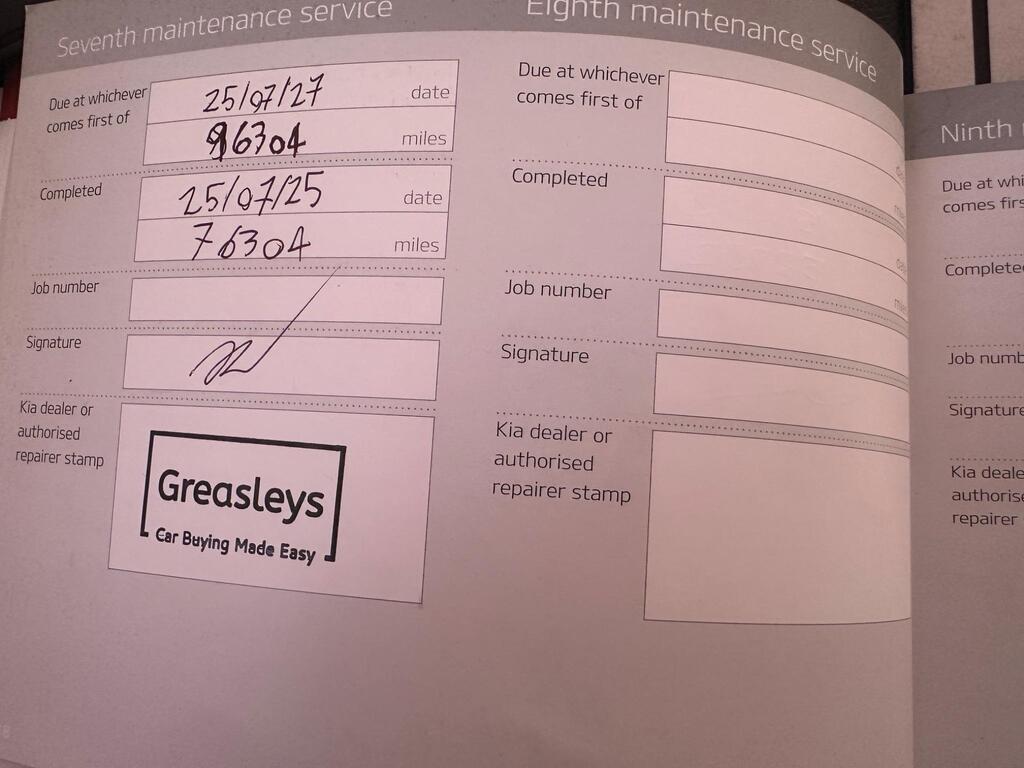 Seventh maintenance service
Due at whichever
comes first of
25/07/27 date
96304 miles
Completed
25/07/25 date
76304 miles
Job number
Signature
Kia dealer or
authorised
repairer stamp
Greasleys
Car Buying Made Easy
Eighth maintenance service
Due at whichever
comes first of
Completed
Job number
Signature
Kia dealer or
authorised
repairer stamp
Ninth
Due at whi
comes firs
Complete
Job numb
Signature
Kia deale
authorise
repairer